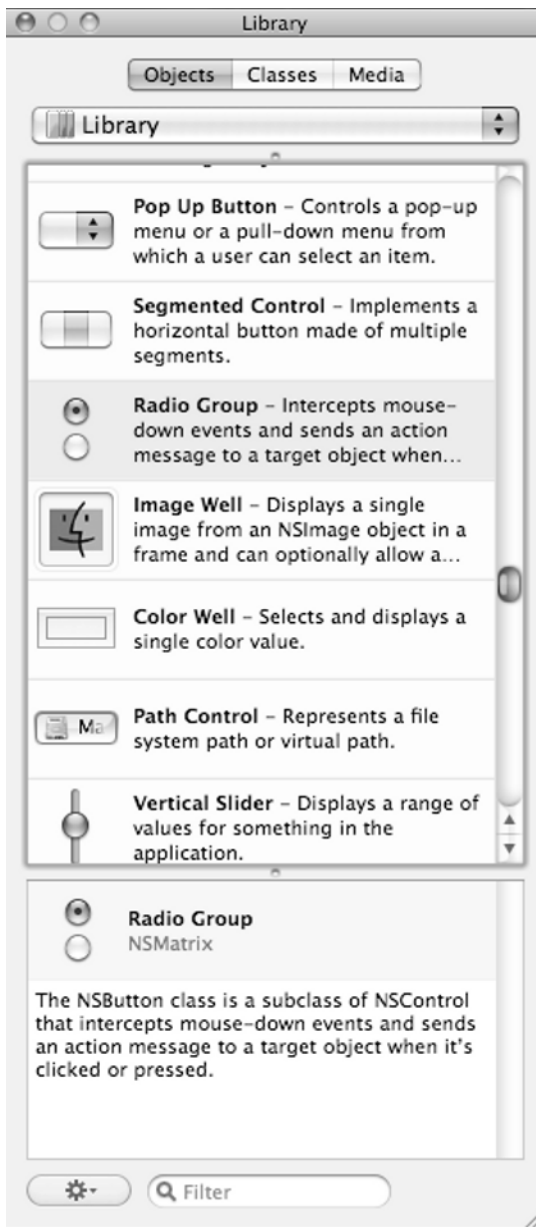 Library
Objects Classes Media
Library
Pop Up Button – Controls a pop-up
menu or a pull-down menu from
which a user can select an item.
Segmented Control – Implements a
horizontal button made of multiple
segments.
Radio Group – Intercepts mouse-
down events and sends an action
message to a target object when...
Image Well – Displays a single
image from an NSImage object in a
frame and can optionally allow a...
Color Well – Selects and displays a
single color value.
Ma
Path Control – Represents a file
system path or virtual path.
Vertical Slider – Displays a range of
values for something in the
application.
Radio Group
NSMatrix
The NSButton class is a subclass of NSControl
that intercepts mouse-down events and sends
an action message to a target object when it's
clicked or pressed.
Filter